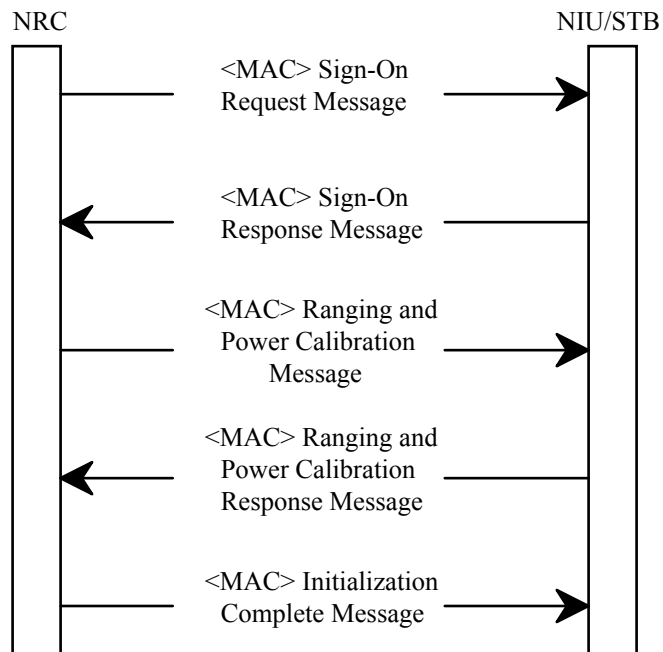 NRC
NIU/STB
<MAC> Sign-On
Request Message
<MAC> Sign-On
Response Message
<MAC> Ranging and
Power Calibration
Message
<MAC> Ranging and
Power Calibration
Response Message
<MAC> Initialization
Complete Message